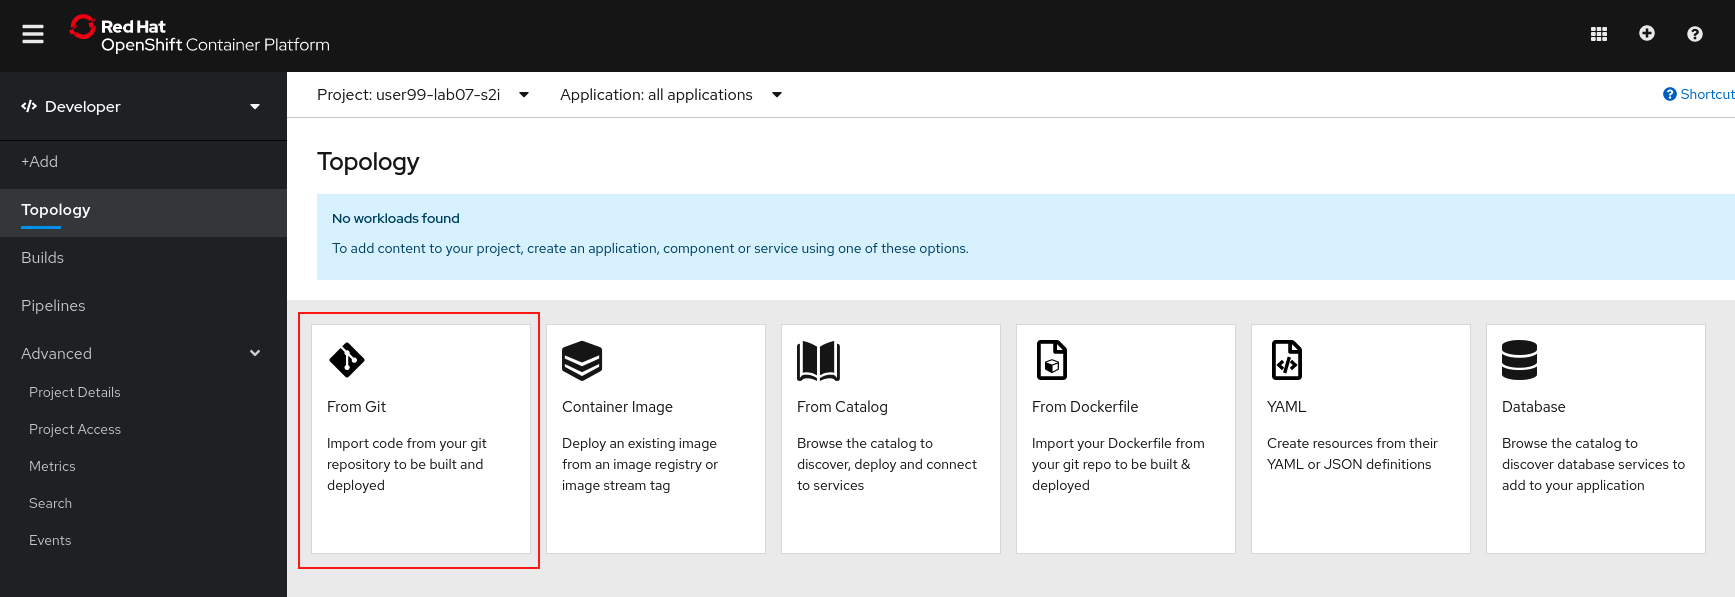 Red Hat
OpenShift Container Platform
Developer
Project: user99-lab07-s2i
Application: all applications
Shortcut
+Add
Topology
Builds
Pipelines
Advanced
Project Details
Project Access
Metrics
Search
Events
Topology
No workloads found
To add content to your project, create an application, component or service using one of these options.
From Git
Import code from your git
repository to be built and
deployed
Container Image
Deploy an existing image
from an image registry or
image stream tag
From Catalog
Browse the catalog to
discover, deploy and connect
to services
From Dockerfile
Import your Dockerfile from
your git repo to be built &
deployed
YAML
Create resources from their
YAML or JSON definitions
Database
Browse the catalog to
discover database services to
add to your application